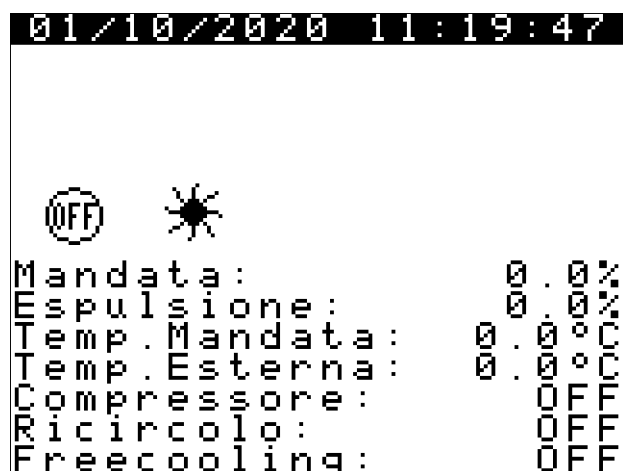 01/10/2020 11:19:47
OFF
Mandata: 0.0%
Espulsione: 0.0%
Temp.Mandata: 0.0°C
Temp.Esterna: 0.0°C
Compressore: OFF
Ricircolo: OFF
Freecooling: OFF